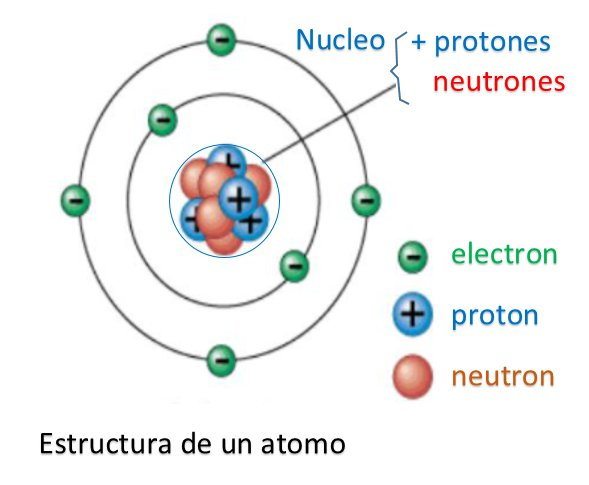 Nucleo + protones
neutrones
electron
proton
neutron
Estructura de un atomo